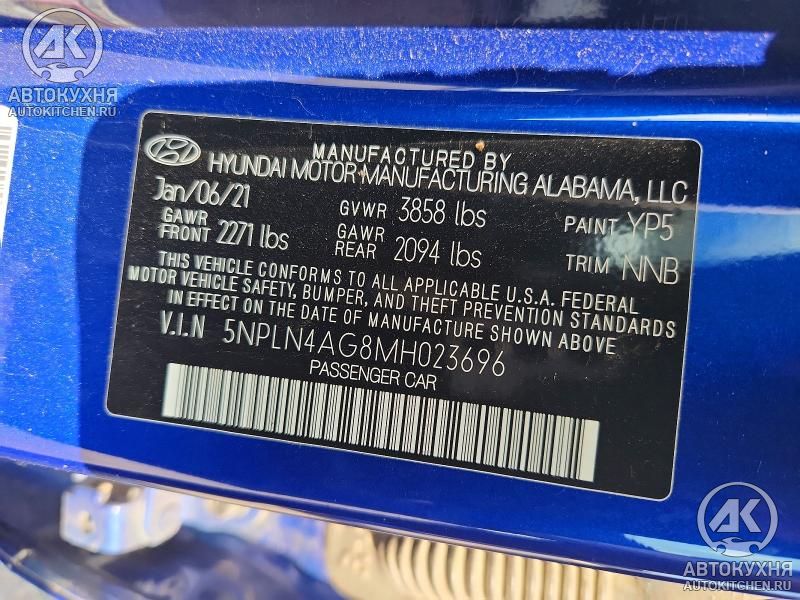 AK
АВТОКУХНЯ
AUTOKITCHEN.RU
MANUFACTURED BY
HYUNDAI MOTOR MANUFACTURING ALABAMA, LLC
Jan/06/21 GVWR 3858 lbs PAINT YP5
GAWR FRONT 2271 lbs GAWR REAR 2094 lbs TRIM NNB
THIS VEHICLE CONFORMS TO ALL APPLICABLE U.S.A. FEDERAL
MOTOR VEHICLE SAFETY, BUMPER, AND THEFT PREVENTION STANDARDS
IN EFFECT ON THE DATE OF MANUFACTURE SHOWN ABOVE
V.I.N 5NPLN4AG8MH023696
PASSENGER CAR
AK
АВТОКУХНЯ
AUTOKITCHEN.RU